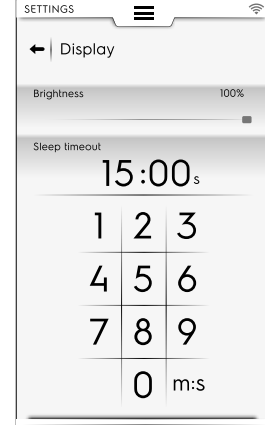 SETTINGS
Display
Brightness 100%
Sleep timeout
15:00s
1 2 3
4 5 6
7 8 9
0 m:s